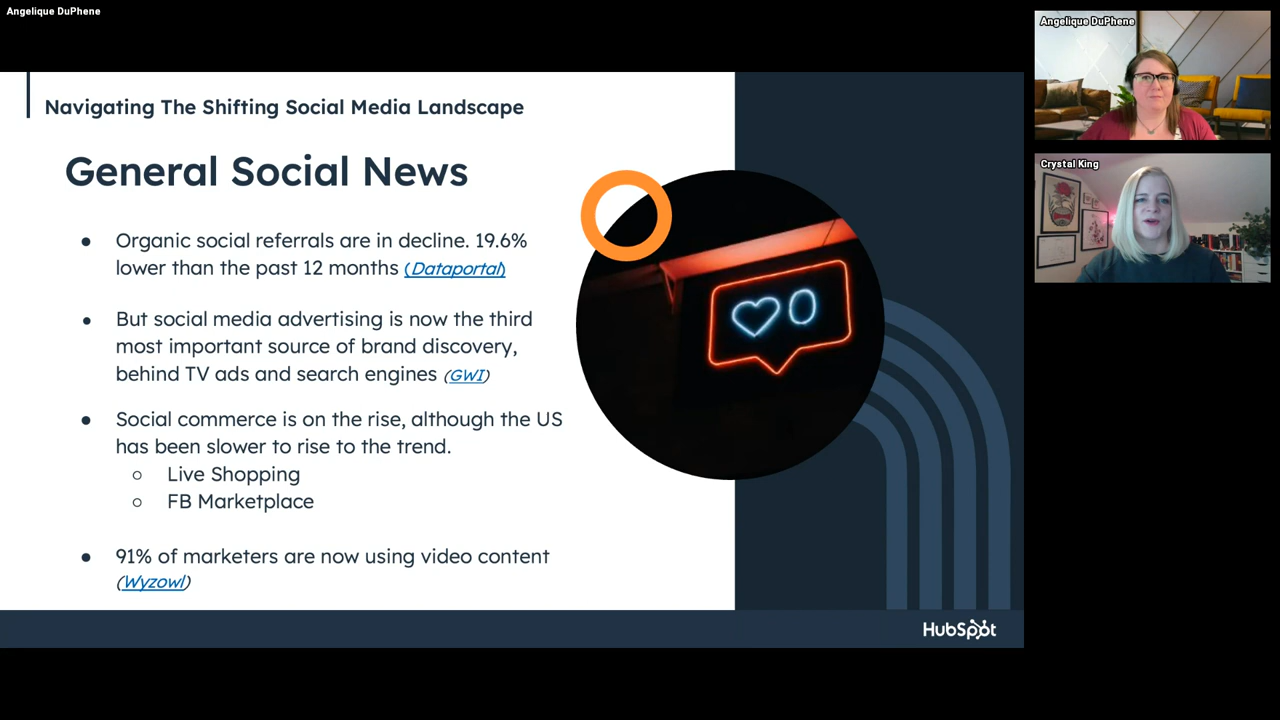 Angelique DuPhene
Angelique DuPhene
Crystal King
Navigating The Shifting Social Media Landscape
General Social News
● Organic social referrals are in decline. 19.6%
lower than the past 12 months (Dataportal)
● But social media advertising is now the third
most important source of brand discovery,
behind TV ads and search engines (GWI)
● Social commerce is on the rise, although the US
has been slower to rise to the trend.
○ Live Shopping
○ FB Marketplace
● 91% of marketers are now using video content
(Wyzowl)
0
HubSpot